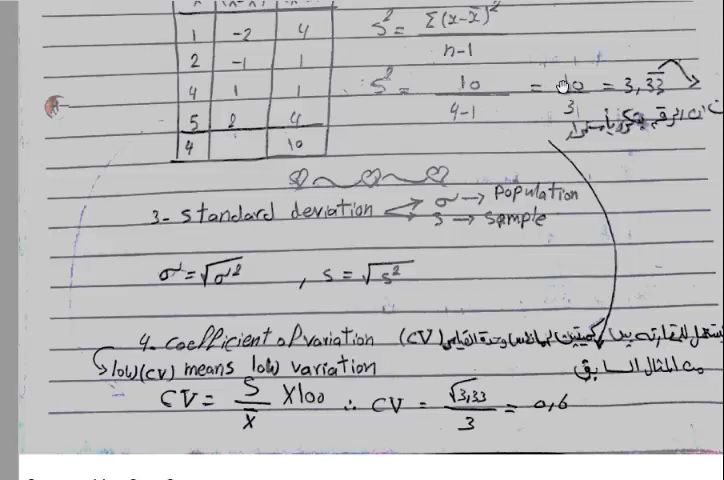 1 -2 4
2 -1 1
4 1 1
5 2 4
4 10
S² = Σ(x-x̄)² / n-1
S² = 10 / 4-1 = 10 / 3 = 3,33
3- Standard deviation → σ → Population
→ S → Sample
σ = √σ² , S = √S²
4- Coefficient of variation (CV)
low (CV) means low variation
من المثال السابق
CV = S / x̄ X100 ∴ CV = √3,33 / 3 = 0,6